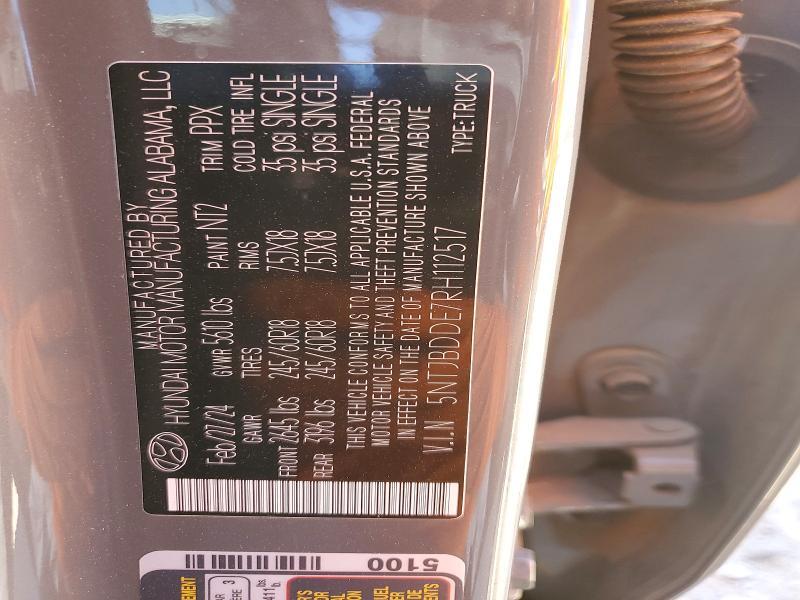 MANUFACTURED BY
HYUNDAI MOTOR MANUFACTURING ALABAMA, LLC
Feb/27/24 GVWR 5610 lbs PAINT NT2 TRIM PPX
GAWR TIRES RIMS COLD TIRE INFL
FRONT 2645 lbs 245/60R18 7.5JX18 35 psi SINGLE
REAR 3196 lbs 245/60R18 7.5JX18 35 psi SINGLE
THIS VEHICLE CONFORMS TO ALL APPLICABLE U.S.A. FEDERAL
MOTOR VEHICLE SAFETY AND THEFT PREVENTION STANDARDS
IN EFFECT ON THE DATE OF MANUFACTURE SHOWN ABOVE
V.I.N 5NTJBDDE7RH112517 TYPE:TRUCK
5100